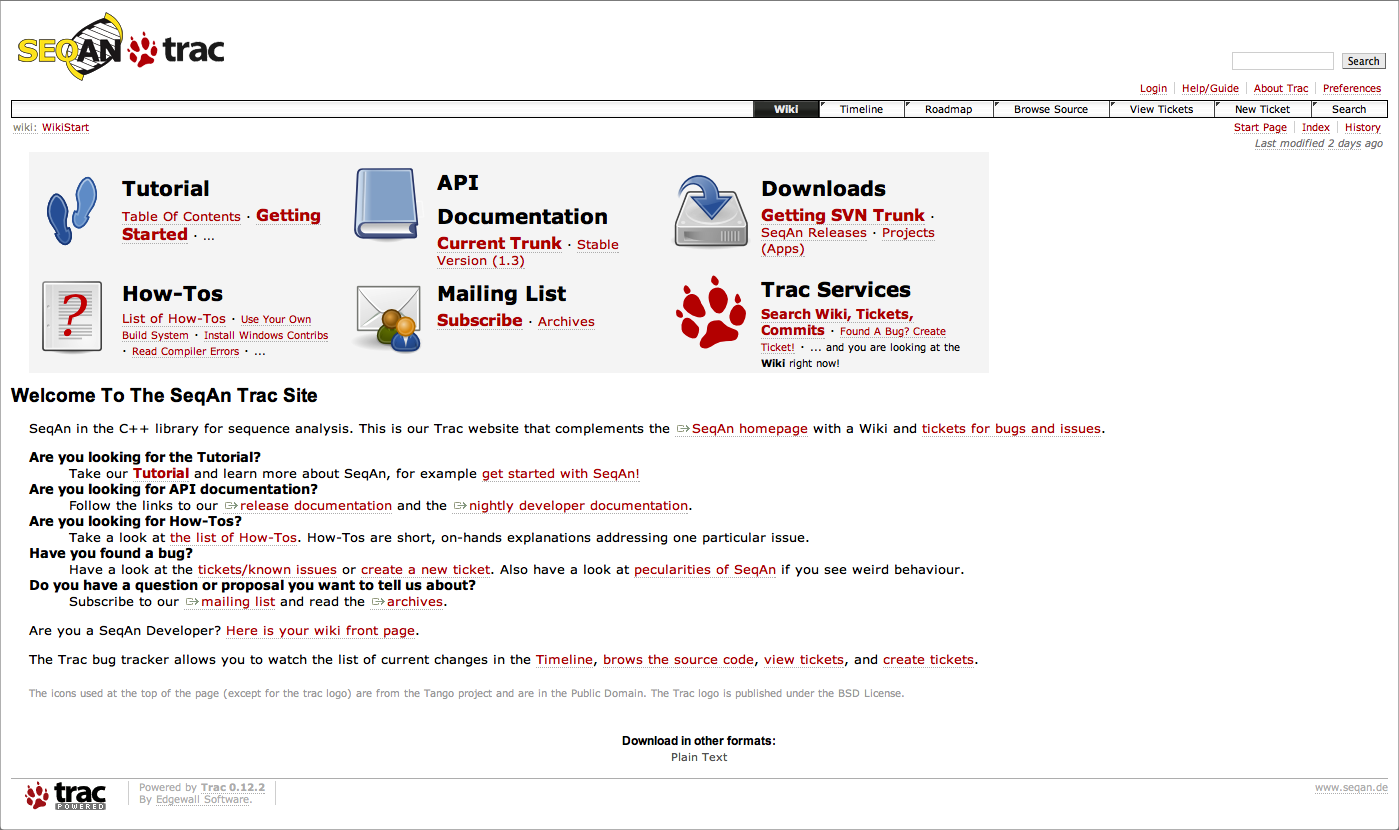 SEQAN trac
Search
Login Help/Guide About Trac Preferences
Wiki Timeline Roadmap Browse Source View Tickets New Ticket Search
wiki: WikiStart
Start Page Index History
Last modified 2 days ago
Tutorial
Table Of Contents · Getting
Started · ...
API
Documentation
Current Trunk · Stable
Version (1.3)
Downloads
Getting SVN Trunk ·
SeqAn Releases · Projects
(Apps)
?
How-Tos
List of How-Tos · Use Your Own
Build System · Install Windows Contribs
· Read Compiler Errors · ...
Mailing List
Subscribe · Archives
Trac Services
Search Wiki, Tickets,
Commits · Found A Bug? Create
Ticket! · ... and you are looking at the
Wiki right now!
Welcome To The SeqAn Trac Site
SeqAn in the C++ library for sequence analysis. This is our Trac website that complements the SeqAn homepage with a Wiki and tickets for bugs and issues.
Are you looking for the Tutorial?
Take our Tutorial and learn more about SeqAn, for example get started with SeqAn!
Are you looking for API documentation?
Follow the links to our release documentation and the nightly developer documentation.
Are you looking for How-Tos?
Take a look at the list of How-Tos. How-Tos are short, on-hands explanations addressing one particular issue.
Have you found a bug?
Have a look at the tickets/known issues or create a new ticket. Also have a look at pecularities of SeqAn if you see weird behaviour.
Do you have a question or proposal you want to tell us about?
Subscribe to our mailing list and read the archives.
Are you a SeqAn Developer? Here is your wiki front page.
The Trac bug tracker allows you to watch the list of current changes in the Timeline, brows the source code, view tickets, and create tickets.
The icons used at the top of the page (except for the trac logo) are from the Tango project and are in the Public Domain. The Trac logo is published under the BSD License.
Download in other formats:
Plain Text
trac
POWERED
Powered by Trac 0.12.2
By Edgewall Software.
www.seqan.de